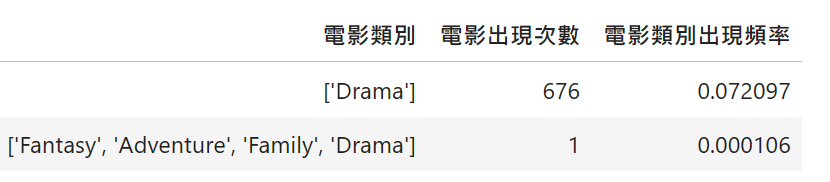 電影類別 電影出現次數 電影類別出現頻率
['Drama'] 676 0.072097
['Fantasy', 'Adventure', 'Family', 'Drama'] 1 0.000106